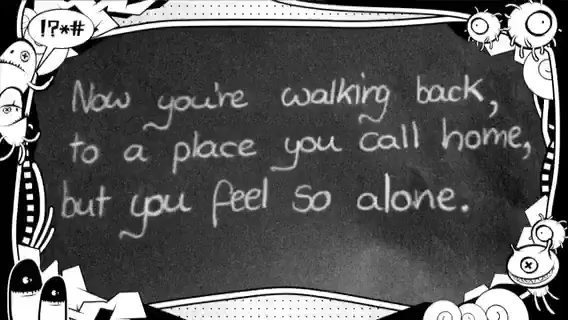 !?*#
Now you're walking back,
to a place you call home,
but you feel so alone.